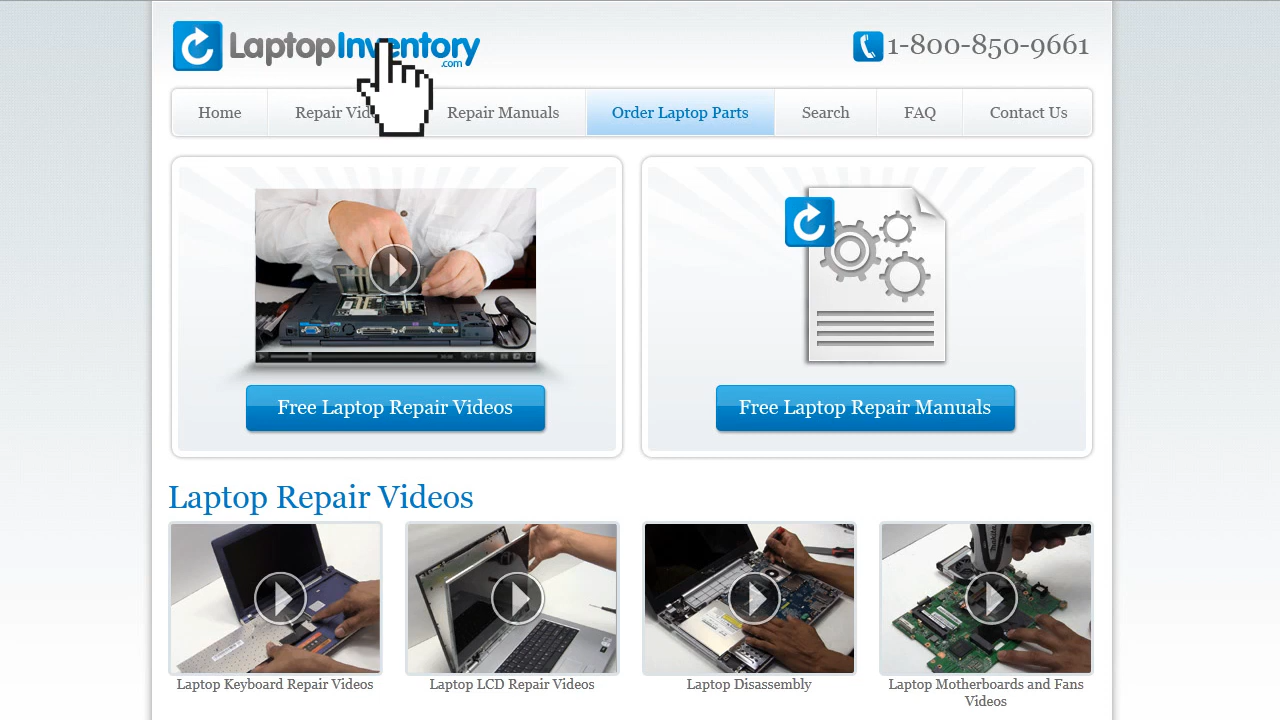 LaptopInventory
.com
1-800-850-9661
Home
Repair Vid
Repair Manuals
Order Laptop Parts
Search
FAQ
Contact Us
Free Laptop Repair Videos
Free Laptop Repair Manuals
Laptop Repair Videos
Laptop Keyboard Repair Videos
Laptop LCD Repair Videos
Laptop Disassembly
Laptop Motherboards and Fans
Videos